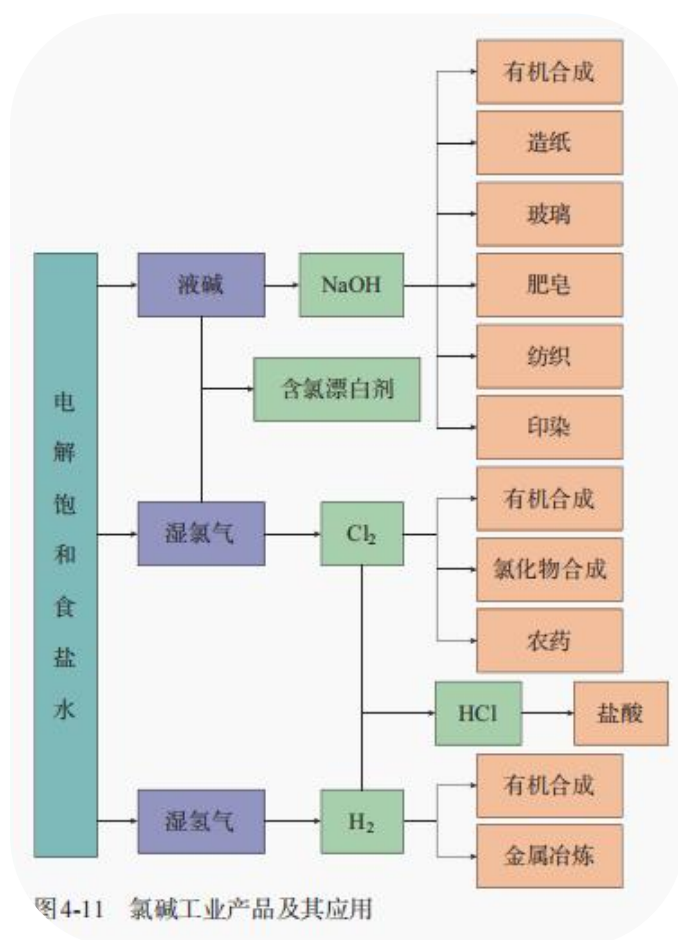 有机合成
造纸
玻璃
液碱
NaOH
肥皂
纺织
含氯漂白剂
印染
电解饱和食盐水
湿氯气
Cl₂
有机合成
氯化物合成
农药
HCl
盐酸
湿氢气
H₂
有机合成
金属冶炼
图4-11 氯碱工业产品及其应用